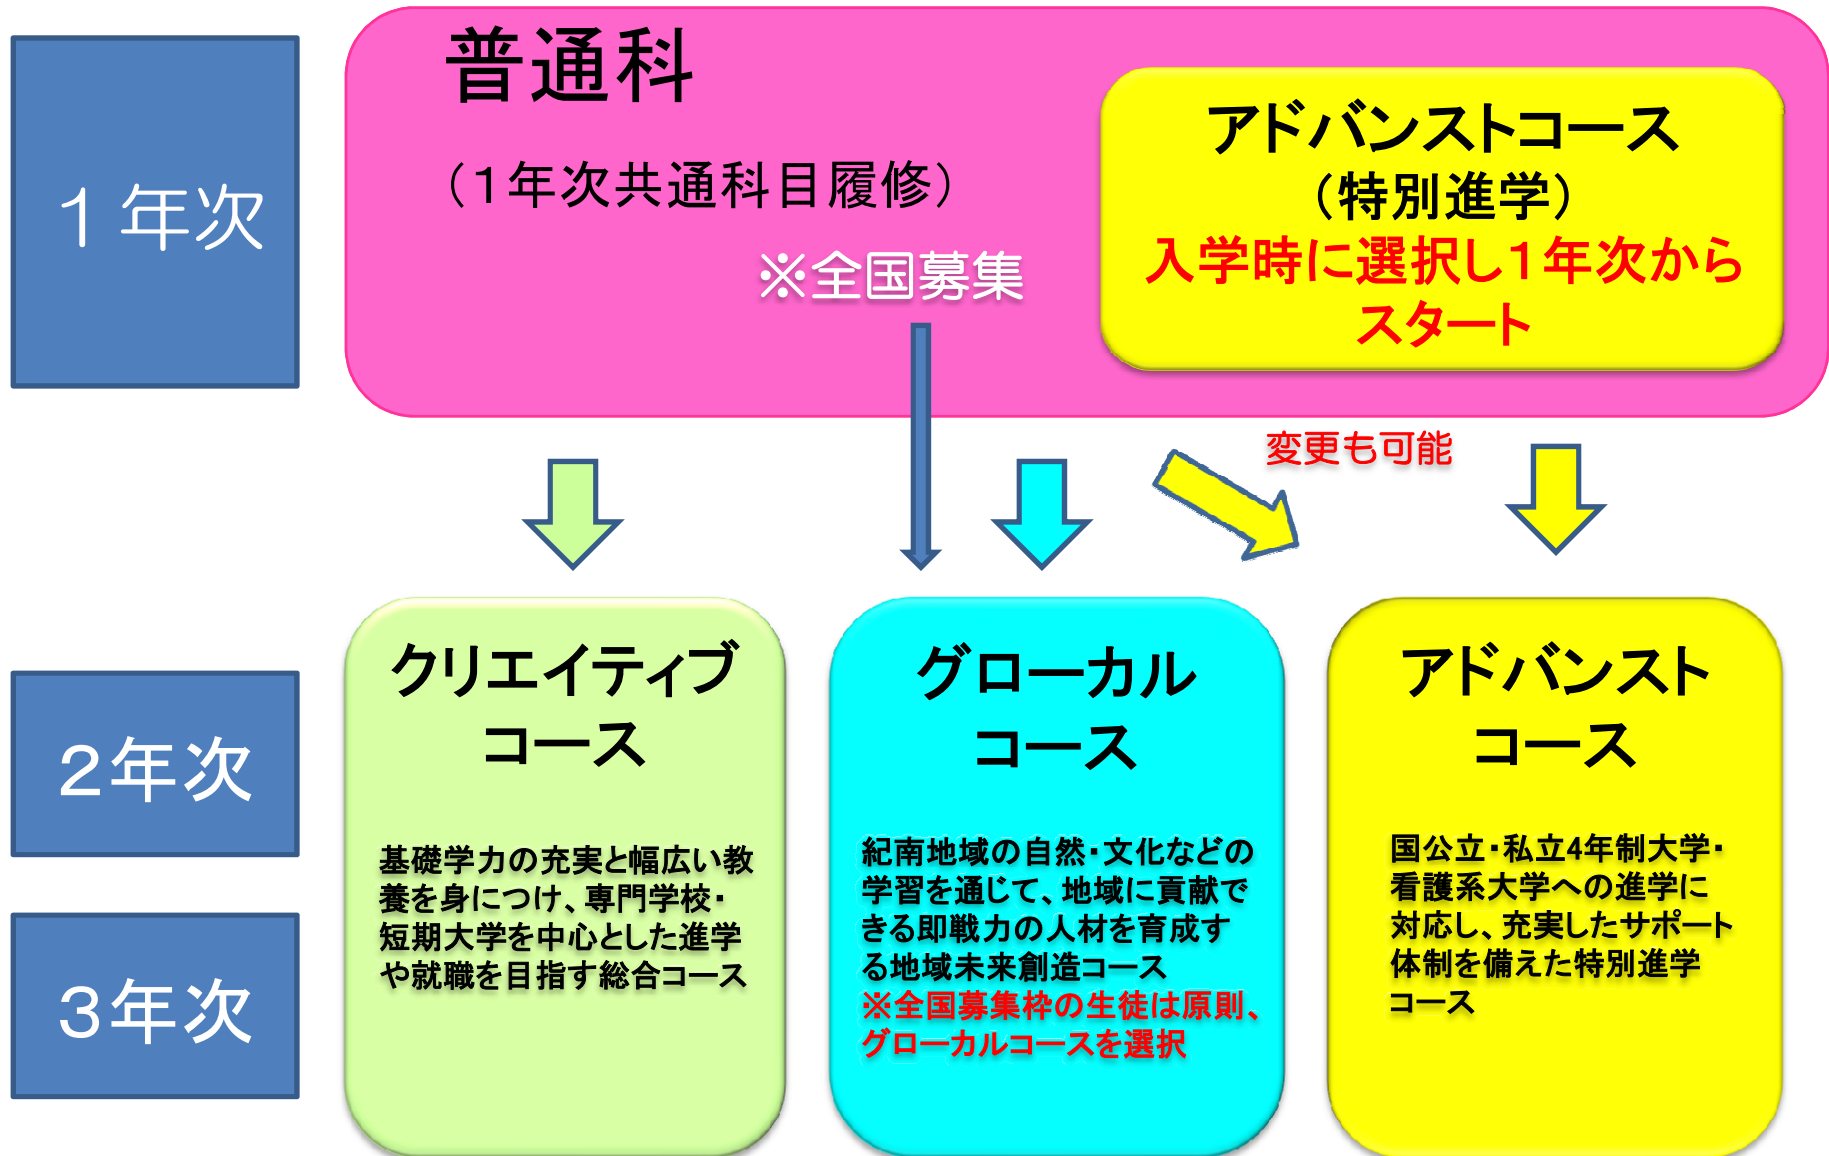 １年次
普通科
（１年次共通科目履修）
※全国募集
アドバンストコース
（特別進学）
入学時に選択し１年次から
スタート
変更も可能
２年次
３年次
クリエイティブ
コース
基礎学力の充実と幅広い教
養を身につけ、専門学校・
短期大学を中心とした進学
や就職を目指す総合コース
グローカル
コース
紀南地域の自然・文化などの
学習を通じて、地域に貢献で
きる即戦力の人材を育成す
る地域未来創造コース
※全国募集枠の生徒は原則、
グローカルコースを選択
アドバンスト
コース
国公立・私立4年制大学・
看護系大学への進学に
対応し、充実したサポート
体制を備えた特別進学
コース